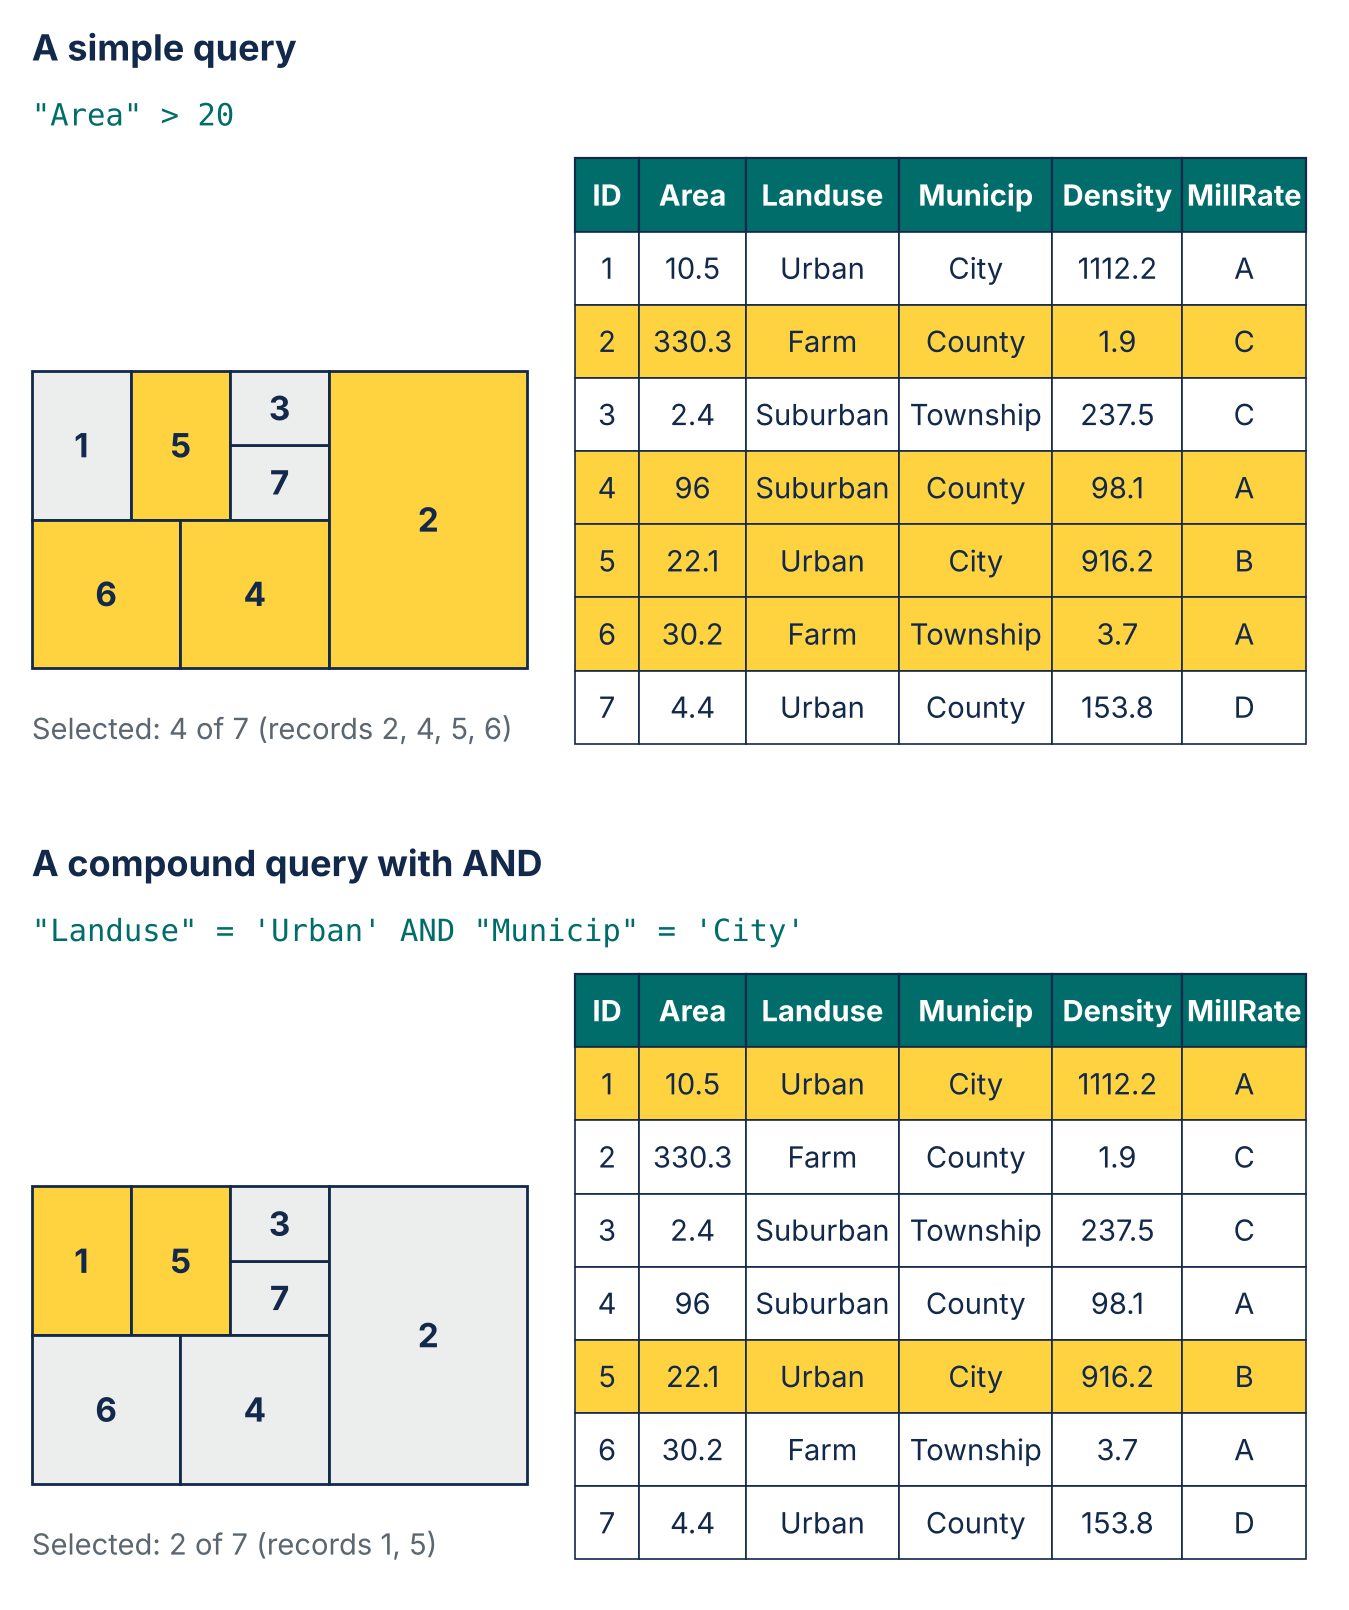 A simple query
"Area" > 20
ID Area Landuse Municip Density MillRate
1 10.5 Urban City 1112.2 A
2 330.3 Farm County 1.9 C
3 2.4 Suburban Township 237.5 C
4 96 Suburban County 98.1 A
5 22.1 Urban City 916.2 B
6 30.2 Farm Township 3.7 A
7 4.4 Urban County 153.8 D
3
1 5
7
2
6 4
Selected: 4 of 7 (records 2, 4, 5, 6)
A compound query with AND
"Landuse" = 'Urban' AND "Municip" = 'City'
ID Area Landuse Municip Density MillRate
1 10.5 Urban City 1112.2 A
2 330.3 Farm County 1.9 C
3 2.4 Suburban Township 237.5 C
4 96 Suburban County 98.1 A
5 22.1 Urban City 916.2 B
6 30.2 Farm Township 3.7 A
7 4.4 Urban County 153.8 D
3
1 5
7
2
6 4
Selected: 2 of 7 (records 1, 5)